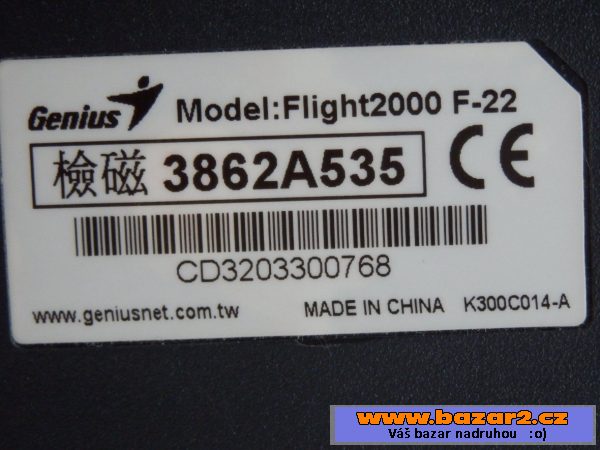 Genius Model:Flight2000 F-22
檢磁 3862A535 CE
CD3203300768
www.geniusnet.com.tw MADE IN CHINA K300C014-A
www.bazar2.cz
Váš bazar nadruhou :o)